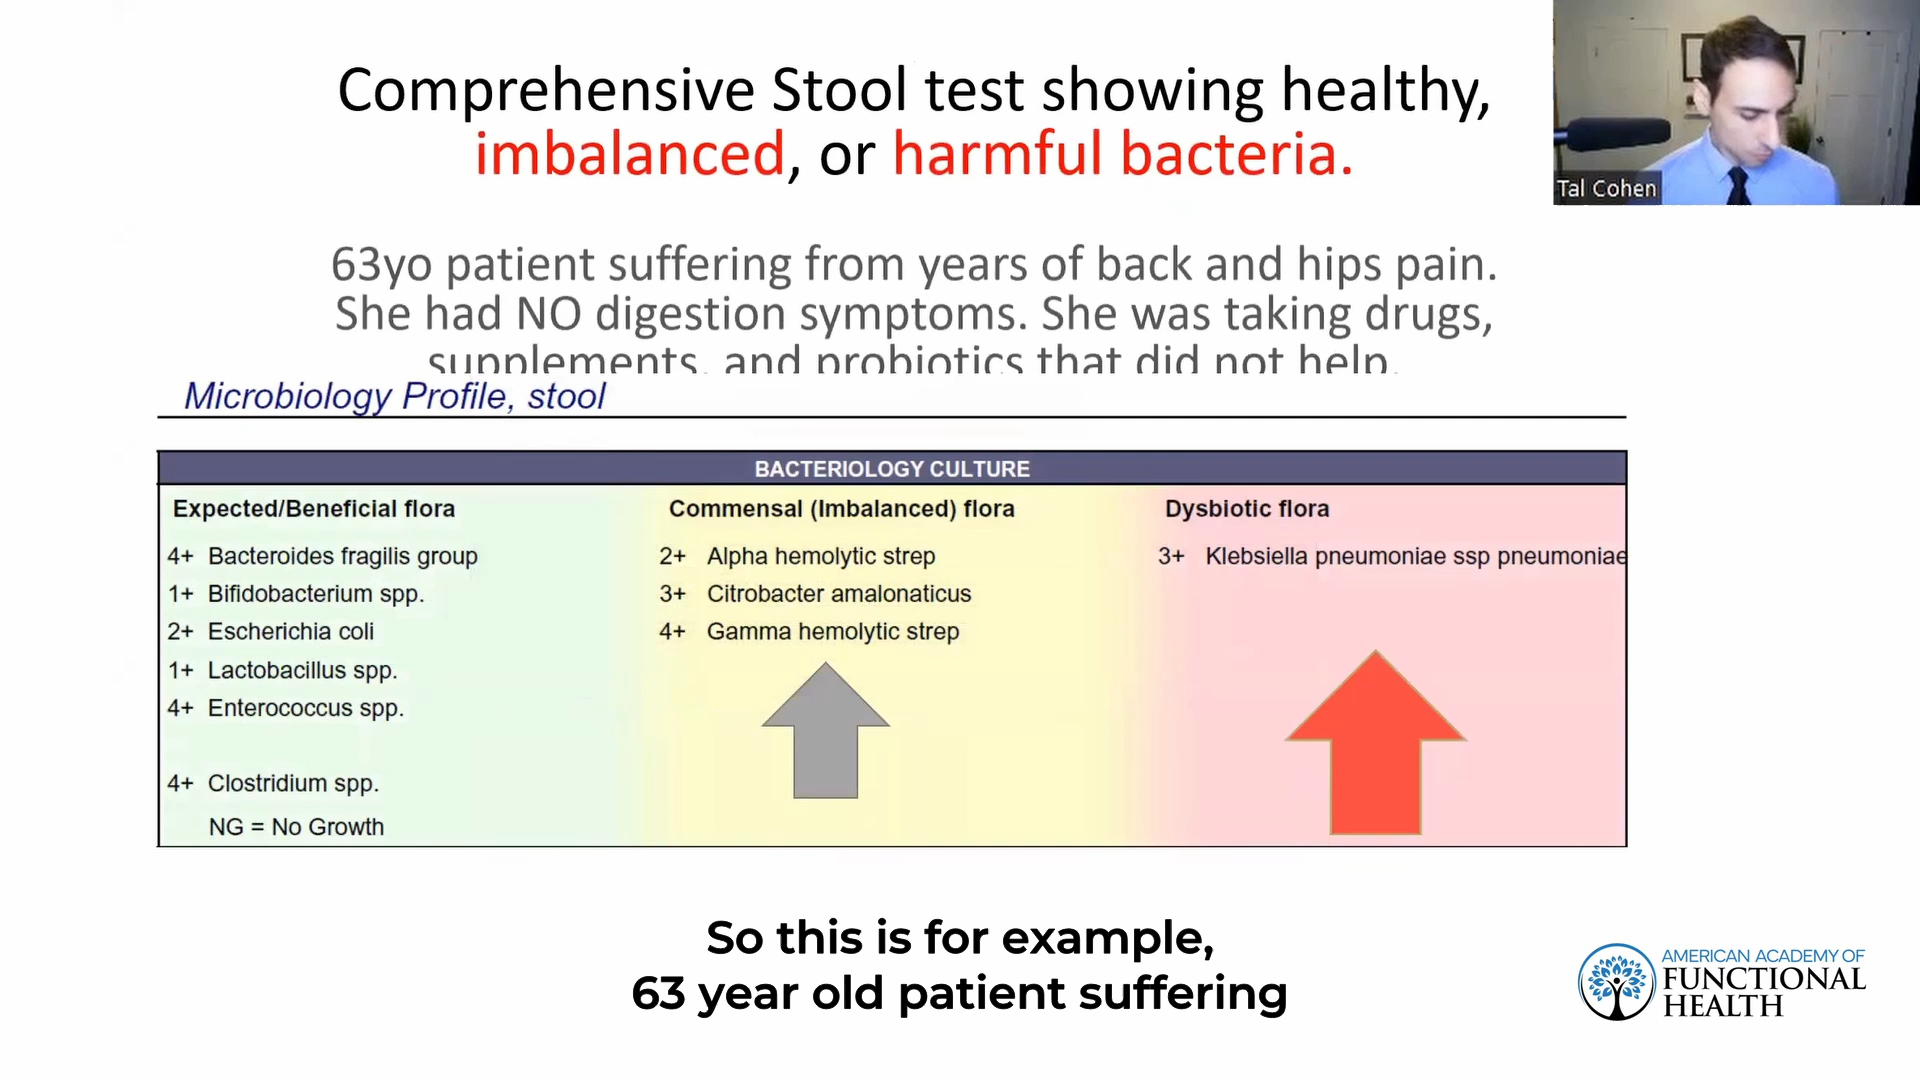 Comprehensive Stool test showing healthy,
imbalanced, or harmful bacteria.
Tal Cohen
63yo patient suffering from years of back and hips pain.
She had NO digestion symptoms. She was taking drugs,
supplements, and probiotics that did not help.
Microbiology Profile, stool
BACTERIOLOGY CULTURE
Expected/Beneficial flora
4+ Bacteroides fragilis group
1+ Bifidobacterium spp.
2+ Escherichia coli
1+ Lactobacillus spp.
4+ Enterococcus spp.
4+ Clostridium spp.
NG = No Growth
Commensal (Imbalanced) flora
2+ Alpha hemolytic strep
3+ Citrobacter amalonaticus
4+ Gamma hemolytic strep
Dysbiotic flora
3+ Klebsiella pneumoniae ssp pneumoniae
So this is for example,
63 year old patient suffering
AMERICAN ACADEMY OF
FUNCTIONAL
HEALTH